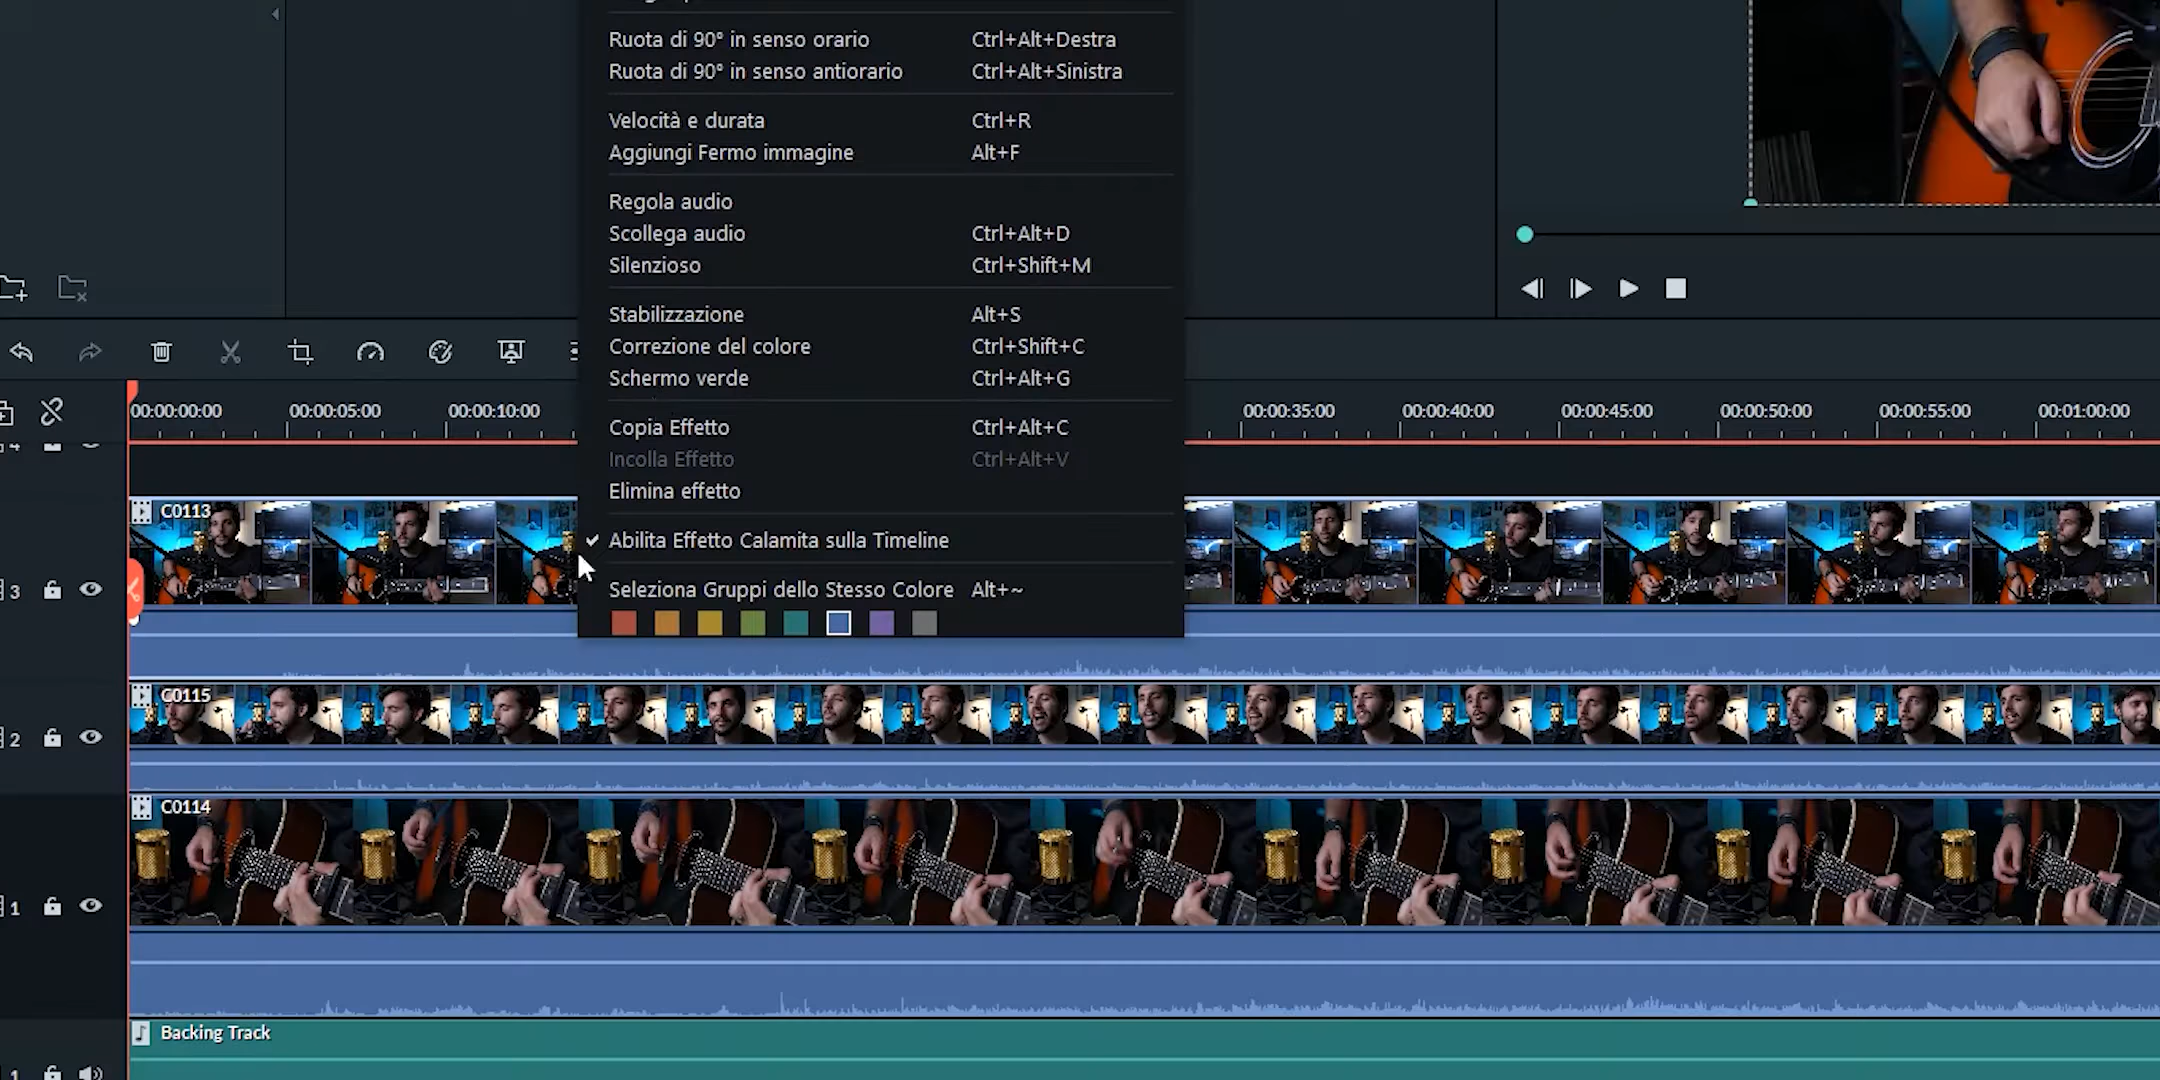 Ruota di 90° in senso orario Ctrl+Alt+Destra
Ruota di 90° in senso antiorario Ctrl+Alt+Sinistra
Velocità e durata Ctrl+R
Aggiungi Fermo immagine Alt+F
Regola audio
Scollega audio Ctrl+Alt+D
Silenzioso Ctrl+Shift+M
Stabilizzazione Alt+S
Correzione del colore Ctrl+Shift+C
Schermo verde Ctrl+Alt+G
00:00:00:00 00:00:05:00 00:00:10:00 00:00:35:00 00:00:40:00 00:00:45:00 00:00:50:00 00:00:55:00 00:01:00:00
Copia Effetto Ctrl+Alt+C
Incolla Effetto Ctrl+Alt+V
Elimina effetto
C0113
Abilita Effetto Calamita sulla Timeline
3
Seleziona Gruppi dello Stesso Colore Alt+~
C0115
2
C0114
1
Backing Track
1